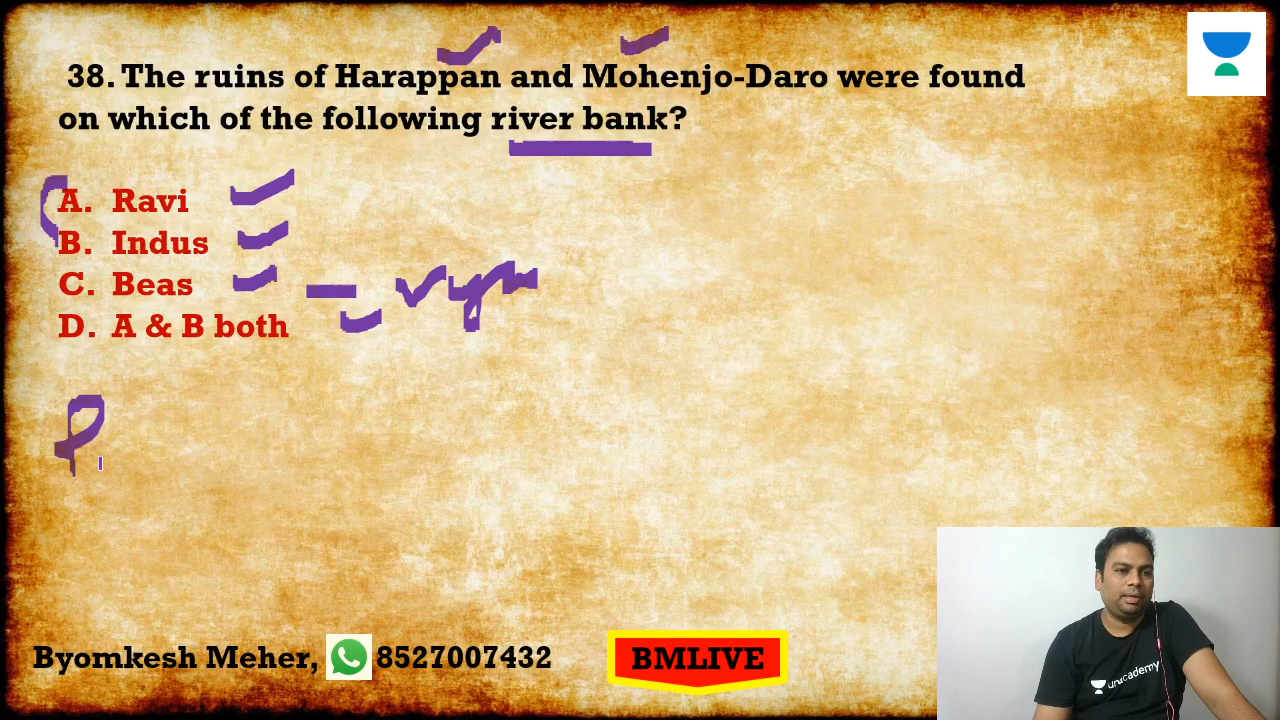 38. The ruins of Harappan and Mohenjo-Daro were found
on which of the following river bank?
A. Ravi
B. Indus
C. Beas
D. A & B both
P
Byomkesh Meher, 8527007432
BMLIVE
unacademy